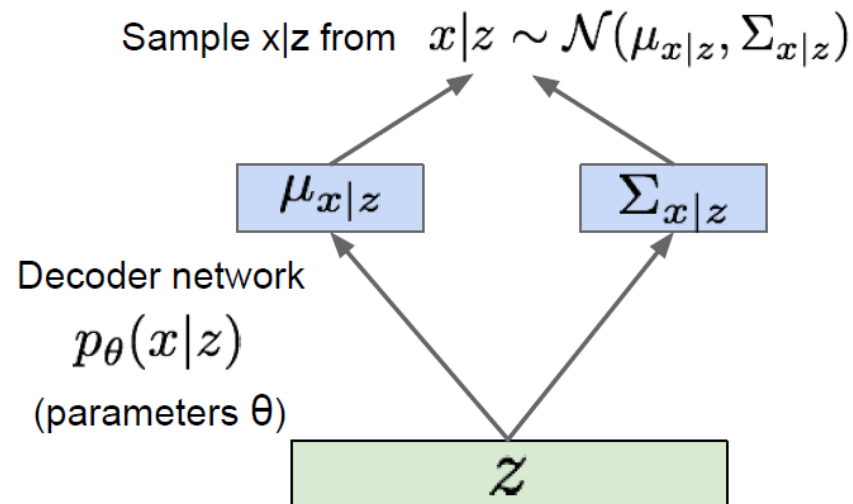 Sample x|z from x|z ∼ 𝒩(μ_{x|z}, Σ_{x|z})
μ_{x|z}
Σ_{x|z}
Decoder network
p_θ(x|z)
(parameters θ)
z